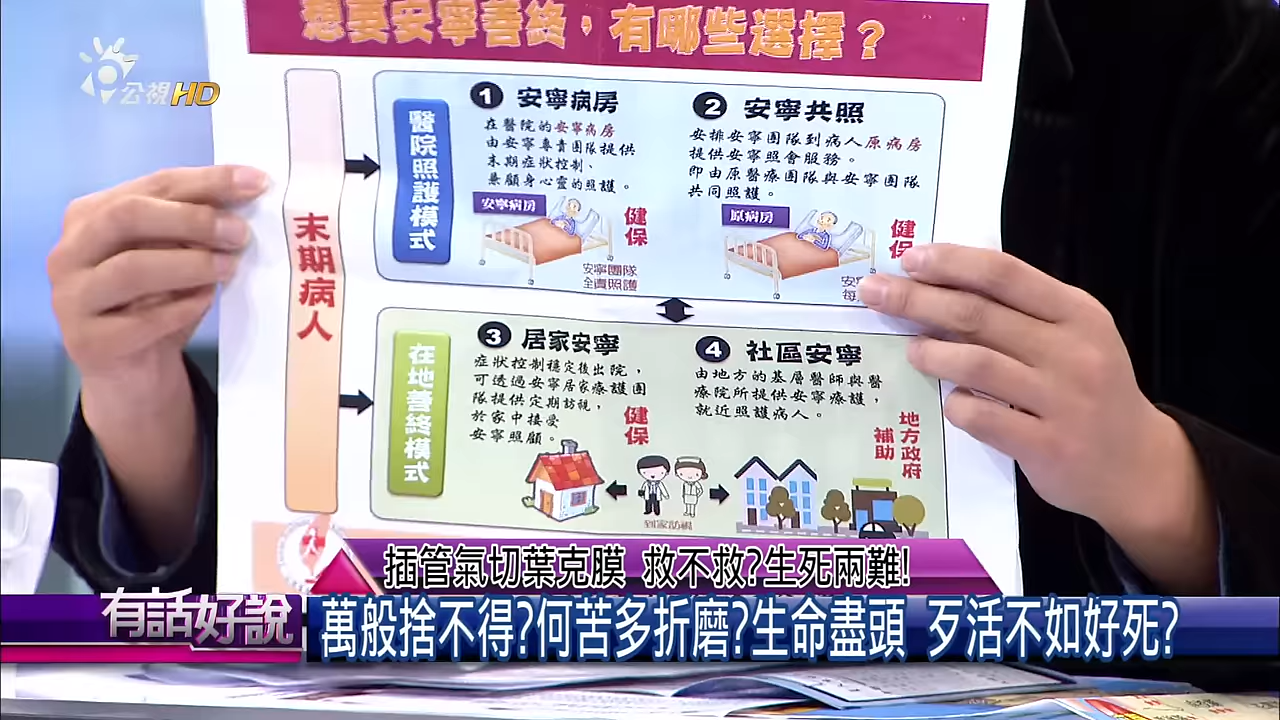 想要安寧善終，有哪些選擇？
公視HD
末期病人
醫院照護模式
1 安寧病房
在醫院的安寧病房
由安寧專責團隊提供
末期症狀控制、
兼顧身心靈的照護。
安寧病房
健保
安寧團隊
全責照護
2 安寧共照
安排安寧團隊到病人原病房
提供安寧照會服務。
即由原醫療團隊與安寧團隊
共同照護。
原病房
健保
在地善終模式
3 居家安寧
症狀控制穩定後出院，
可透過安寧居家療護團
隊提供定期訪視，
於家中接受
安寧照顧。
健保
到家訪視
4 社區安寧
由地方的基層醫師與醫
療院所提供安寧療護，
就近照護病人。
地方政府
補助
插管氣切葉克膜 救不救?生死兩難!
有話好說
萬般捨不得?何苦多折磨?生命盡頭 歹活不如好死?